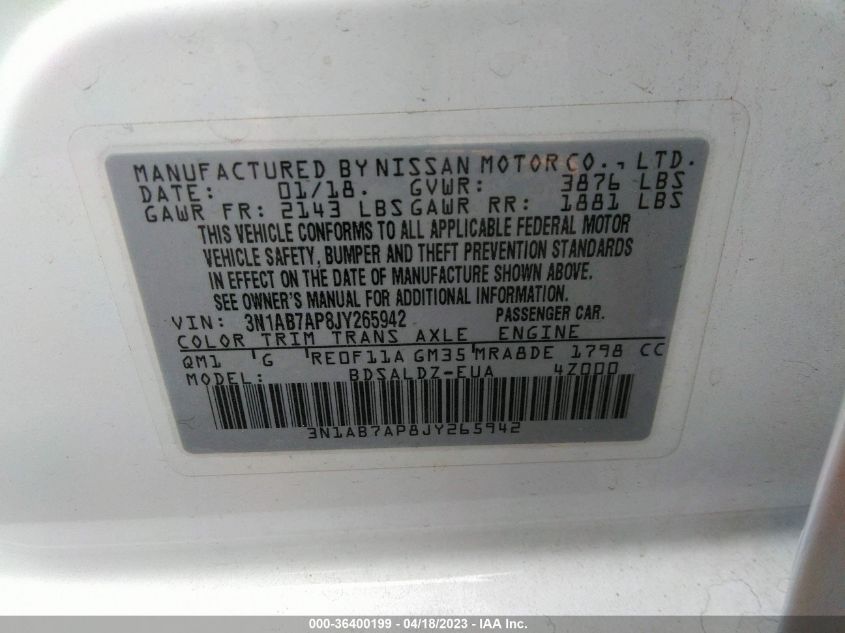 MANUFACTURED BY NISSAN MOTOR CO., LTD.
DATE: 01/18. GVWR: 3876 LBS
GAWR FR: 2143 LBS GAWR RR: 1881 LBS
THIS VEHICLE CONFORMS TO ALL APPLICABLE FEDERAL MOTOR
VEHICLE SAFETY, BUMPER AND THEFT PREVENTION STANDARDS
IN EFFECT ON THE DATE OF MANUFACTURE SHOWN ABOVE.
SEE OWNER'S MANUAL FOR ADDITIONAL INFORMATION.
VIN: 3N1AB7AP8JY265942 PASSENGER CAR.
COLOR TRIM TRANS AXLE ENGINE
QM1 G RE0F11A GM35 MRA8DE 1798 CC
MODEL: BDSALDZ-EUA 4Z000
3N1AB7AP8JY265942
000-36400199 - 04/18/2023 - IAA Inc.